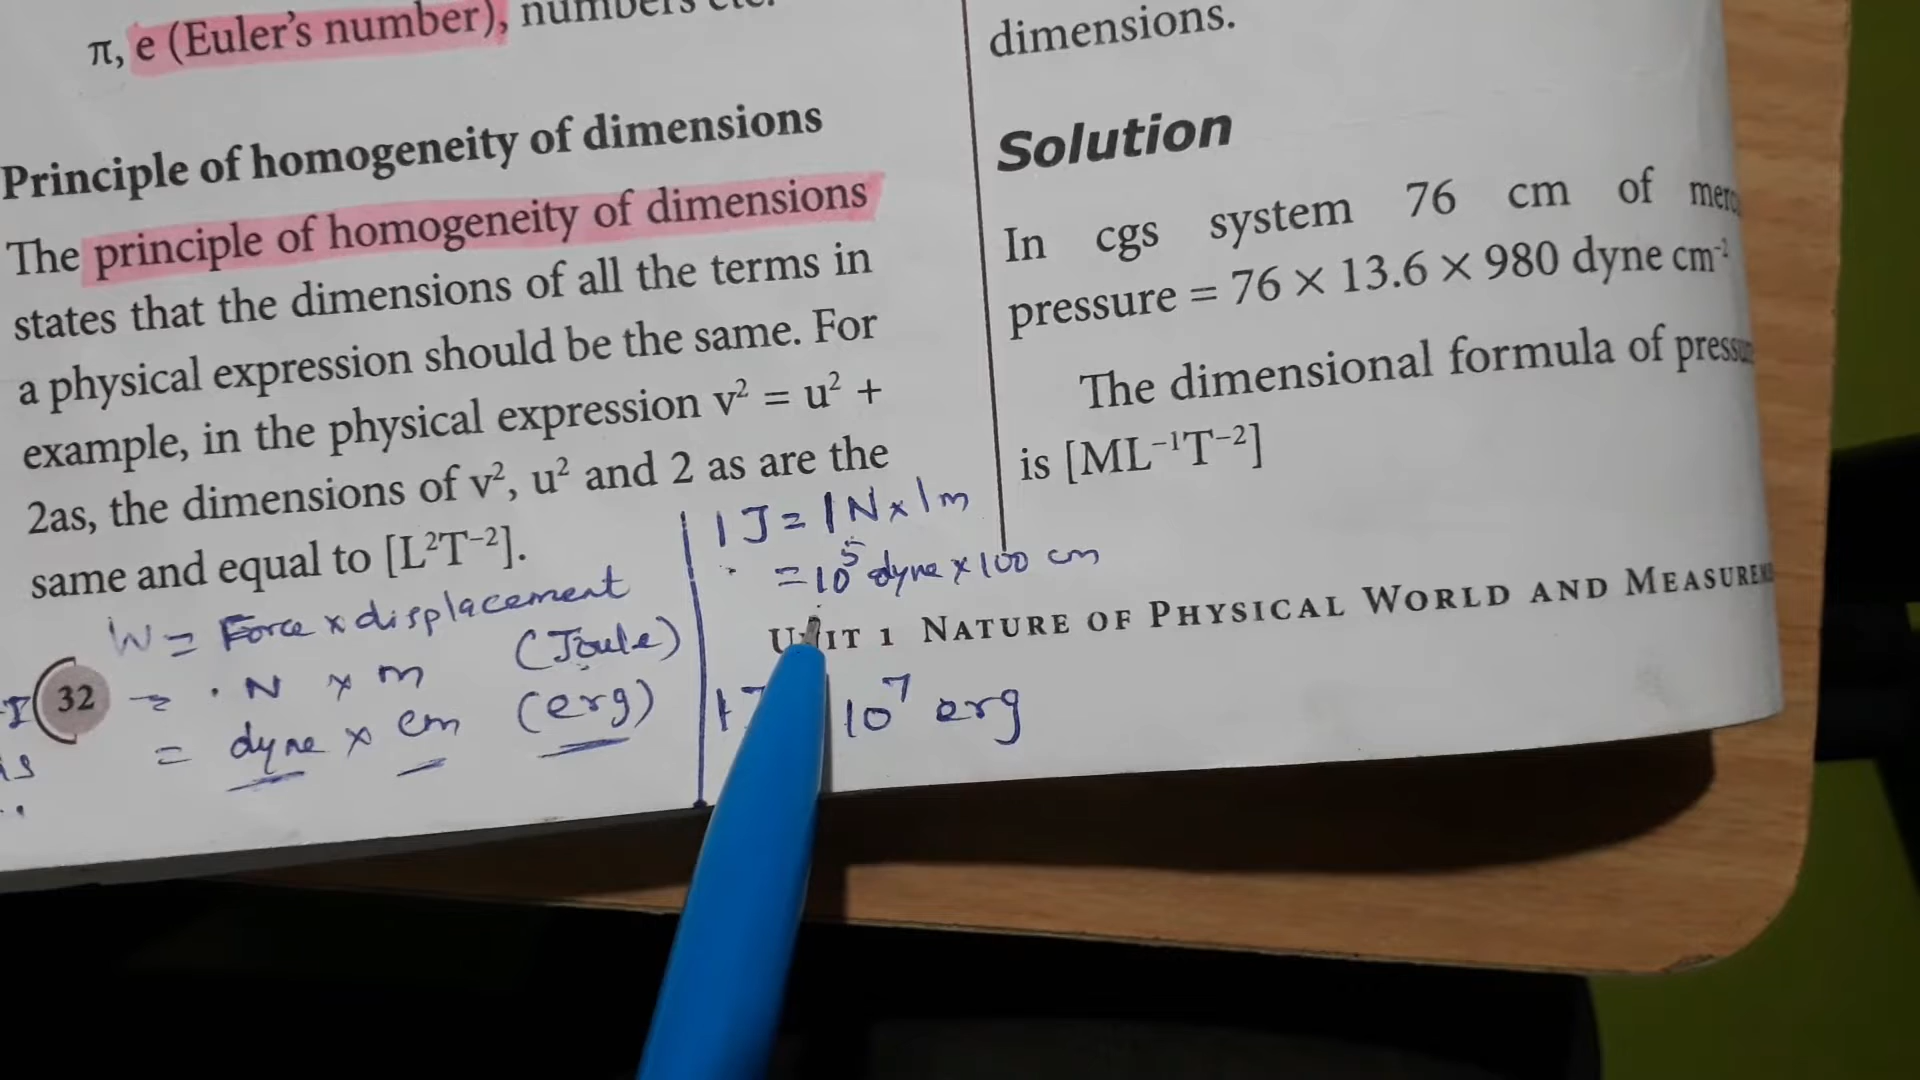 π, e (Euler's number), numbers etc.
Principle of homogeneity of dimensions
The principle of homogeneity of dimensions
states that the dimensions of all the terms in
a physical expression should be the same. For
example, in the physical expression v² = u² +
2as, the dimensions of v², u² and 2 as are the
same and equal to [L²T⁻²].
W = Force x displacement
= . N x m (Joule)
= dyne x cm (erg)
32
1 J = 1 N x 1 m
= 10⁵ dyne x 100 cm
10⁷ erg
dimensions.
Solution
In cgs system 76 cm of
pressure = 76 × 13.6 × 980 dyne cm⁻²
The dimensional formula of
is [ML⁻¹T⁻²]
1 NATURE OF PHYSICAL WORLD AND